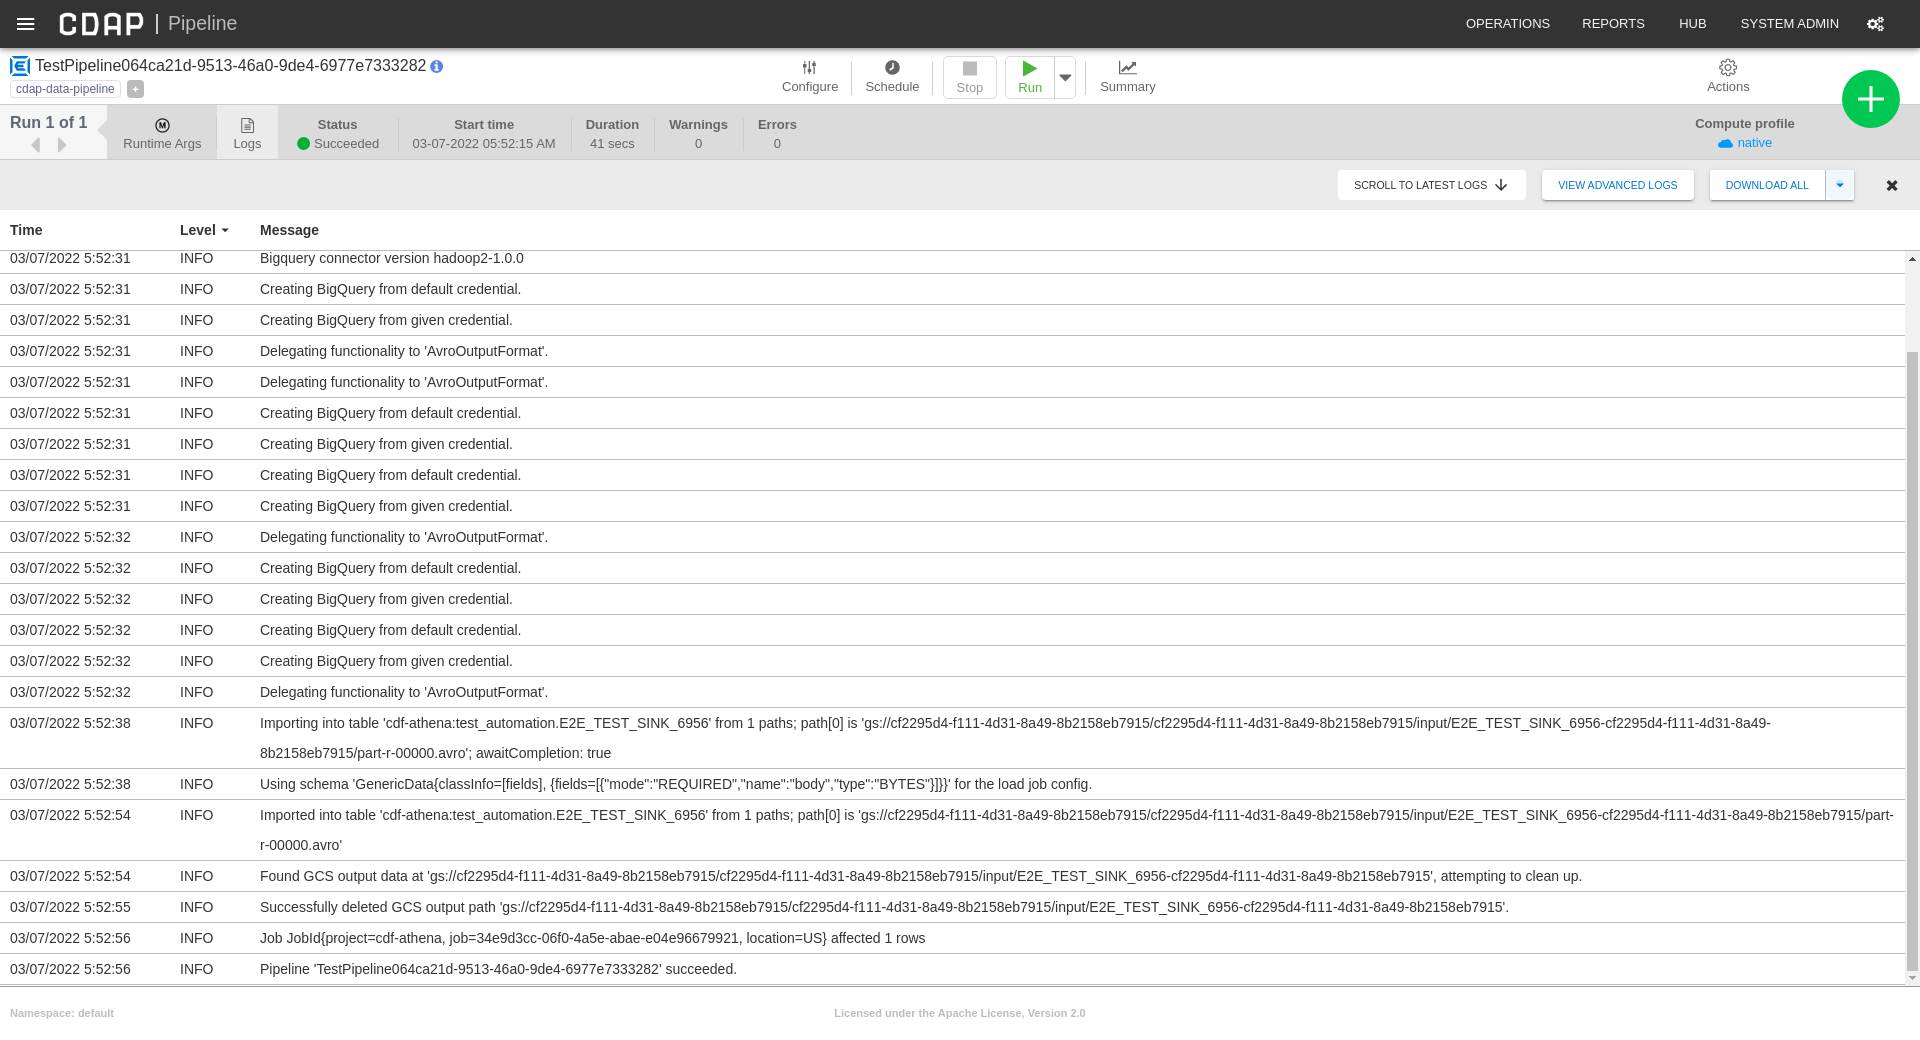 CDAP | Pipeline
OPERATIONS REPORTS HUB SYSTEM ADMIN
TestPipeline064ca21d-9513-46a0-9de4-6977e7333282
cdap-data-pipeline +
Configure Schedule Stop Run Summary Actions
Run 1 of 1
Runtime Args Logs
Status Start time Duration Warnings Errors Compute profile
Succeeded 03-07-2022 05:52:15 AM 41 secs 0 0 native
SCROLL TO LATEST LOGS VIEW ADVANCED LOGS DOWNLOAD ALL
Time Level Message
03/07/2022 5:52:31 INFO Bigquery connector version hadoop2-1.0.0
03/07/2022 5:52:31 INFO Creating BigQuery from default credential.
03/07/2022 5:52:31 INFO Creating BigQuery from given credential.
03/07/2022 5:52:31 INFO Delegating functionality to 'AvroOutputFormat'.
03/07/2022 5:52:31 INFO Delegating functionality to 'AvroOutputFormat'.
03/07/2022 5:52:31 INFO Creating BigQuery from default credential.
03/07/2022 5:52:31 INFO Creating BigQuery from given credential.
03/07/2022 5:52:31 INFO Creating BigQuery from default credential.
03/07/2022 5:52:31 INFO Creating BigQuery from given credential.
03/07/2022 5:52:32 INFO Delegating functionality to 'AvroOutputFormat'.
03/07/2022 5:52:32 INFO Creating BigQuery from default credential.
03/07/2022 5:52:32 INFO Creating BigQuery from given credential.
03/07/2022 5:52:32 INFO Creating BigQuery from default credential.
03/07/2022 5:52:32 INFO Creating BigQuery from given credential.
03/07/2022 5:52:32 INFO Delegating functionality to 'AvroOutputFormat'.
03/07/2022 5:52:38 INFO Importing into table 'cdf-athena:test_automation.E2E_TEST_SINK_6956' from 1 paths; path[0] is 'gs://cf2295d4-f111-4d31-8a49-8b2158eb7915/cf2295d4-f111-4d31-8a49-8b2158eb7915/input/E2E_TEST_SINK_6956-cf2295d4-f111-4d31-8a49-
8b2158eb7915/part-r-00000.avro'; awaitCompletion: true
03/07/2022 5:52:38 INFO Using schema 'GenericData{classInfo=[fields], {fields=[{"mode":"REQUIRED","name":"body","type":"BYTES"}]}}' for the load job config.
03/07/2022 5:52:54 INFO Imported into table 'cdf-athena:test_automation.E2E_TEST_SINK_6956' from 1 paths; path[0] is 'gs://cf2295d4-f111-4d31-8a49-8b2158eb7915/cf2295d4-f111-4d31-8a49-8b2158eb7915/input/E2E_TEST_SINK_6956-cf2295d4-f111-4d31-8a49-8b2158eb7915/part-
r-00000.avro'
03/07/2022 5:52:54 INFO Found GCS output data at 'gs://cf2295d4-f111-4d31-8a49-8b2158eb7915/cf2295d4-f111-4d31-8a49-8b2158eb7915/input/E2E_TEST_SINK_6956-cf2295d4-f111-4d31-8a49-8b2158eb7915', attempting to clean up.
03/07/2022 5:52:55 INFO Successfully deleted GCS output path 'gs://cf2295d4-f111-4d31-8a49-8b2158eb7915/cf2295d4-f111-4d31-8a49-8b2158eb7915/input/E2E_TEST_SINK_6956-cf2295d4-f111-4d31-8a49-8b2158eb7915'.
03/07/2022 5:52:56 INFO Job JobId{project=cdf-athena, job=34e9d3cc-06f0-4a5e-abae-e04e96679921, location=US} affected 1 rows
03/07/2022 5:52:56 INFO Pipeline 'TestPipeline064ca21d-9513-46a0-9de4-6977e7333282' succeeded.
Namespace: default Licensed under the Apache License, Version 2.0